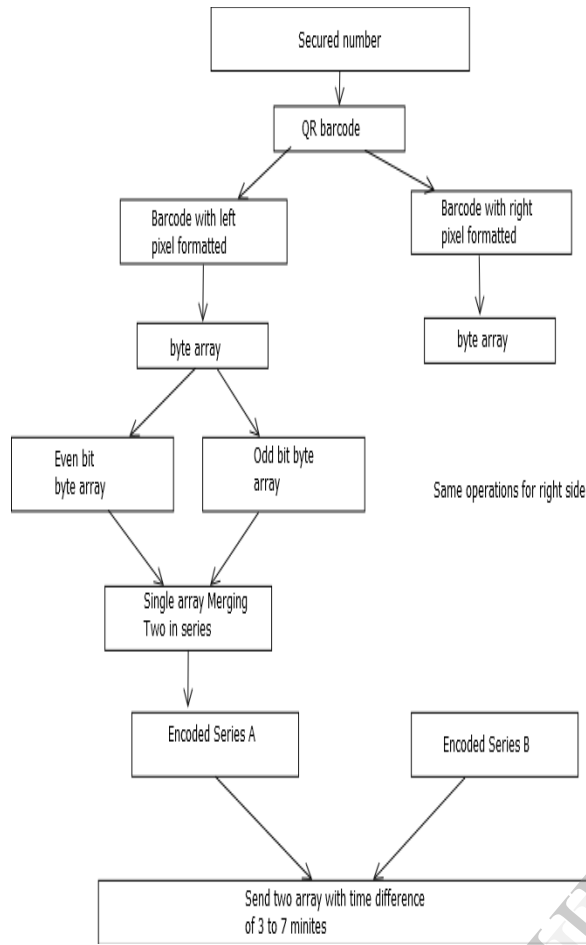 Secured number
QR barcode
Barcode with left
pixel formatted
Barcode with right
pixel formatted
byte array
byte array
Even bit
byte array
Odd bit byte
array
Same operations for right side
Single array Merging
Two in series
Encoded Series A
Encoded Series B
Send two array with time difference
of 3 to 7 minites